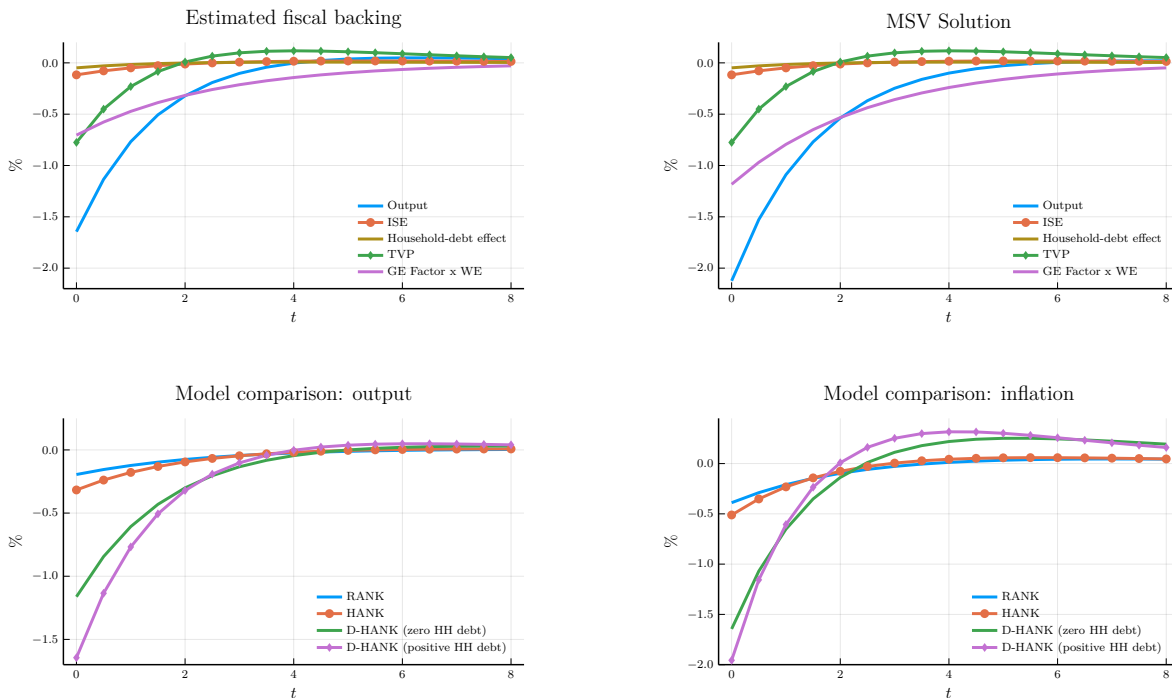 Estimated fiscal backing
0.0
−0.5
−1.0
−1.5
−2.0
%
Output
ISE
Household-debt effect
TVP
GE Factor x WE
0 2 4 6 8
t
MSV Solution
0.0
−0.5
−1.0
−1.5
−2.0
%
Output
ISE
Household-debt effect
TVP
GE Factor x WE
0 2 4 6 8
t
Model comparison: output
0.0
−0.5
−1.0
−1.5
%
RANK
HANK
D-HANK (zero HH debt)
D-HANK (positive HH debt)
0 2 4 6 8
t
Model comparison: inflation
0.0
−0.5
−1.0
−1.5
−2.0
%
RANK
HANK
D-HANK (zero HH debt)
D-HANK (positive HH debt)
0 2 4 6 8
t